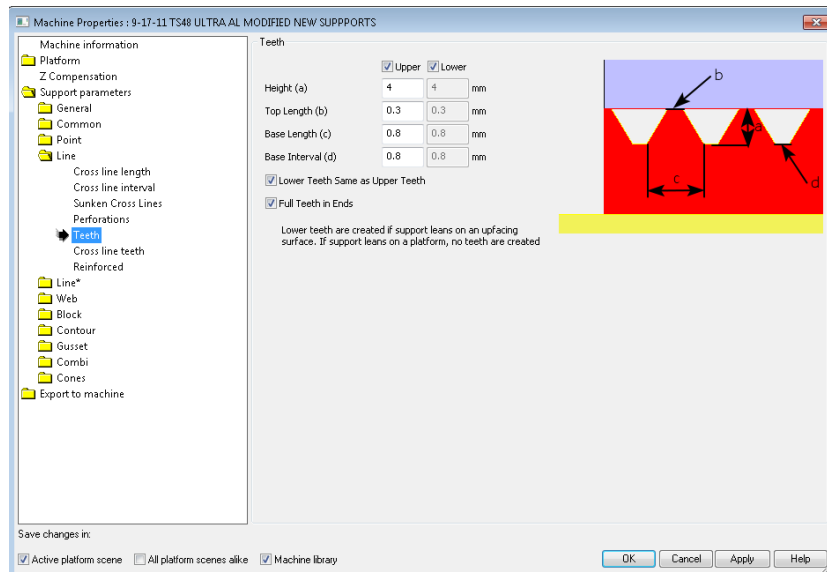 Machine Properties : 9-17-11 TS48 ULTRA AL MODIFIED NEW SUPPPORTS
Machine information
Platform
Z Compensation
Support parameters
General
Common
Point
Line
Cross line length
Cross line interval
Sunken Cross Lines
Perforations
Teeth
Cross line teeth
Reinforced
Line*
Web
Block
Contour
Gusset
Combi
Cones
Export to machine
Teeth
Upper Lower
Height (a) 4 4 mm
Top Length (b) 0.3 0.3 mm
Base Length (c) 0.8 0.8 mm
Base Interval (d) 0.8 0.8 mm
Lower Teeth Same as Upper Teeth
Full Teeth in Ends
Lower teeth are created if support leans on an upfacing
surface. If support leans on a platform, no teeth are created
b
a
c
d
Save changes in:
Active platform scene All platform scenes alike Machine library
OK Cancel Apply Help